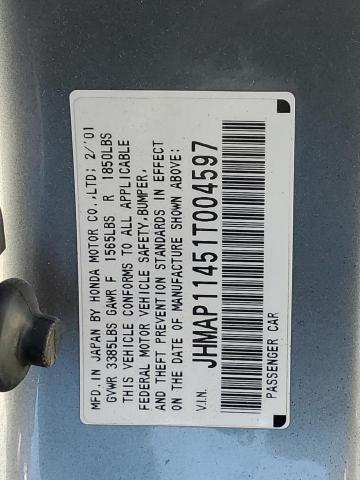 MFD.IN JAPAN BY HONDA MOTOR CO.,LTD; 2/'01
GVWR 3385LBS GAWR F 1565LBS R 1850LBS
THIS VEHICLE CONFORMS TO ALL APPLICABLE
FEDERAL MOTOR VEHICLE SAFETY,BUMPER,
AND THEFT PREVENTION STANDARDS IN EFFECT
ON THE DATE OF MANUFACTURE SHOWN ABOVE.
V.I.N. JHMAP11451T004597
PASSENGER CAR